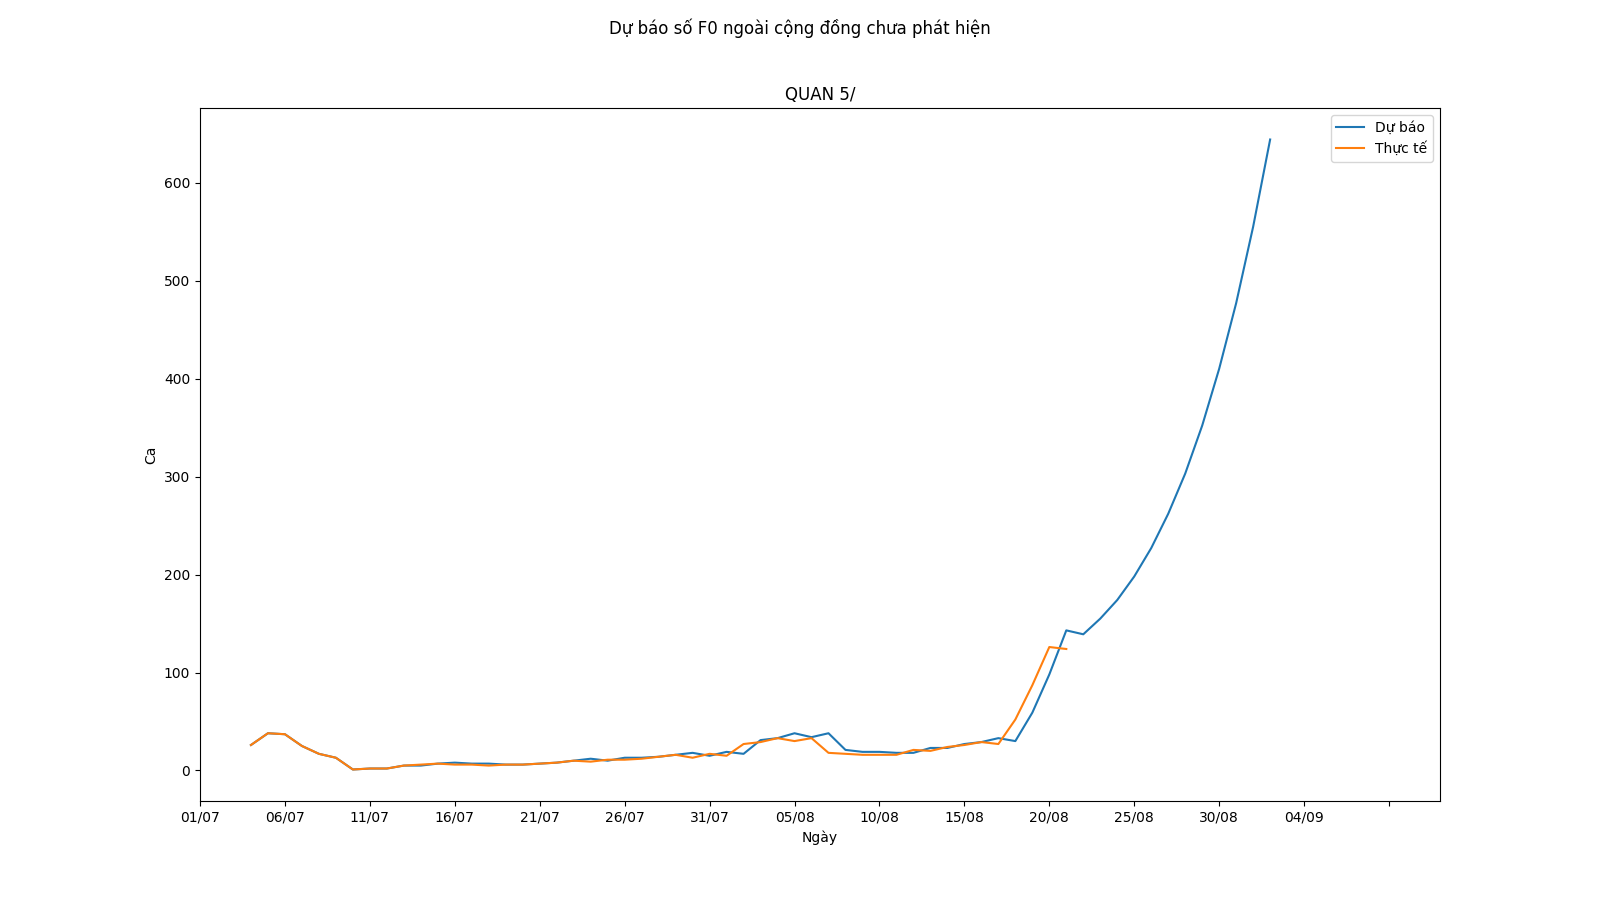 Dự báo số F0 ngoài cộng đồng chưa phát hiện
QUAN 5/
Dự báo
Thực tế
600
500
400
300
200
100
0
Ca
01/07 06/07 11/07 16/07 21/07 26/07 31/07 05/08 10/08 15/08 20/08 25/08 30/08 04/09
Ngày